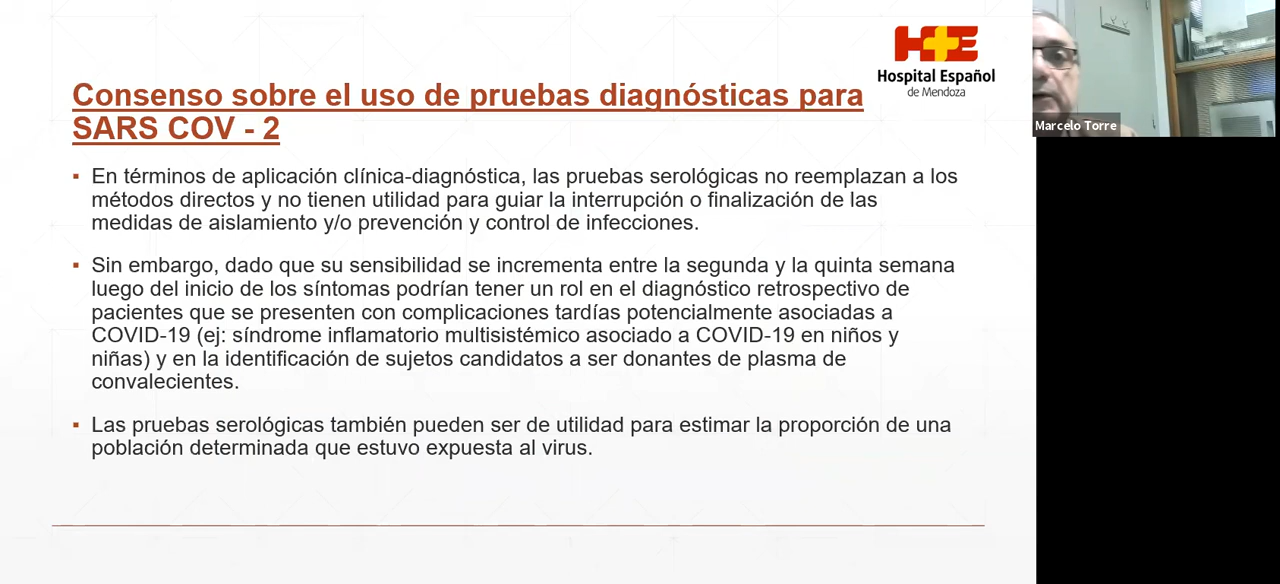 Consenso sobre el uso de pruebas diagnósticas para
SARS COV - 2
HE
Hospital Español
de Mendoza
Marcelo Torre
▪ En términos de aplicación clínica-diagnóstica, las pruebas serológicas no reemplazan a los
métodos directos y no tienen utilidad para guiar la interrupción o finalización de las
medidas de aislamiento y/o prevención y control de infecciones.
▪ Sin embargo, dado que su sensibilidad se incrementa entre la segunda y la quinta semana
luego del inicio de los síntomas podrían tener un rol en el diagnóstico retrospectivo de
pacientes que se presenten con complicaciones tardías potencialmente asociadas a
COVID-19 (ej: síndrome inflamatorio multisistémico asociado a COVID-19 en niños y
niñas) y en la identificación de sujetos candidatos a ser donantes de plasma de
convalecientes.
▪ Las pruebas serológicas también pueden ser de utilidad para estimar la proporción de una
población determinada que estuvo expuesta al virus.